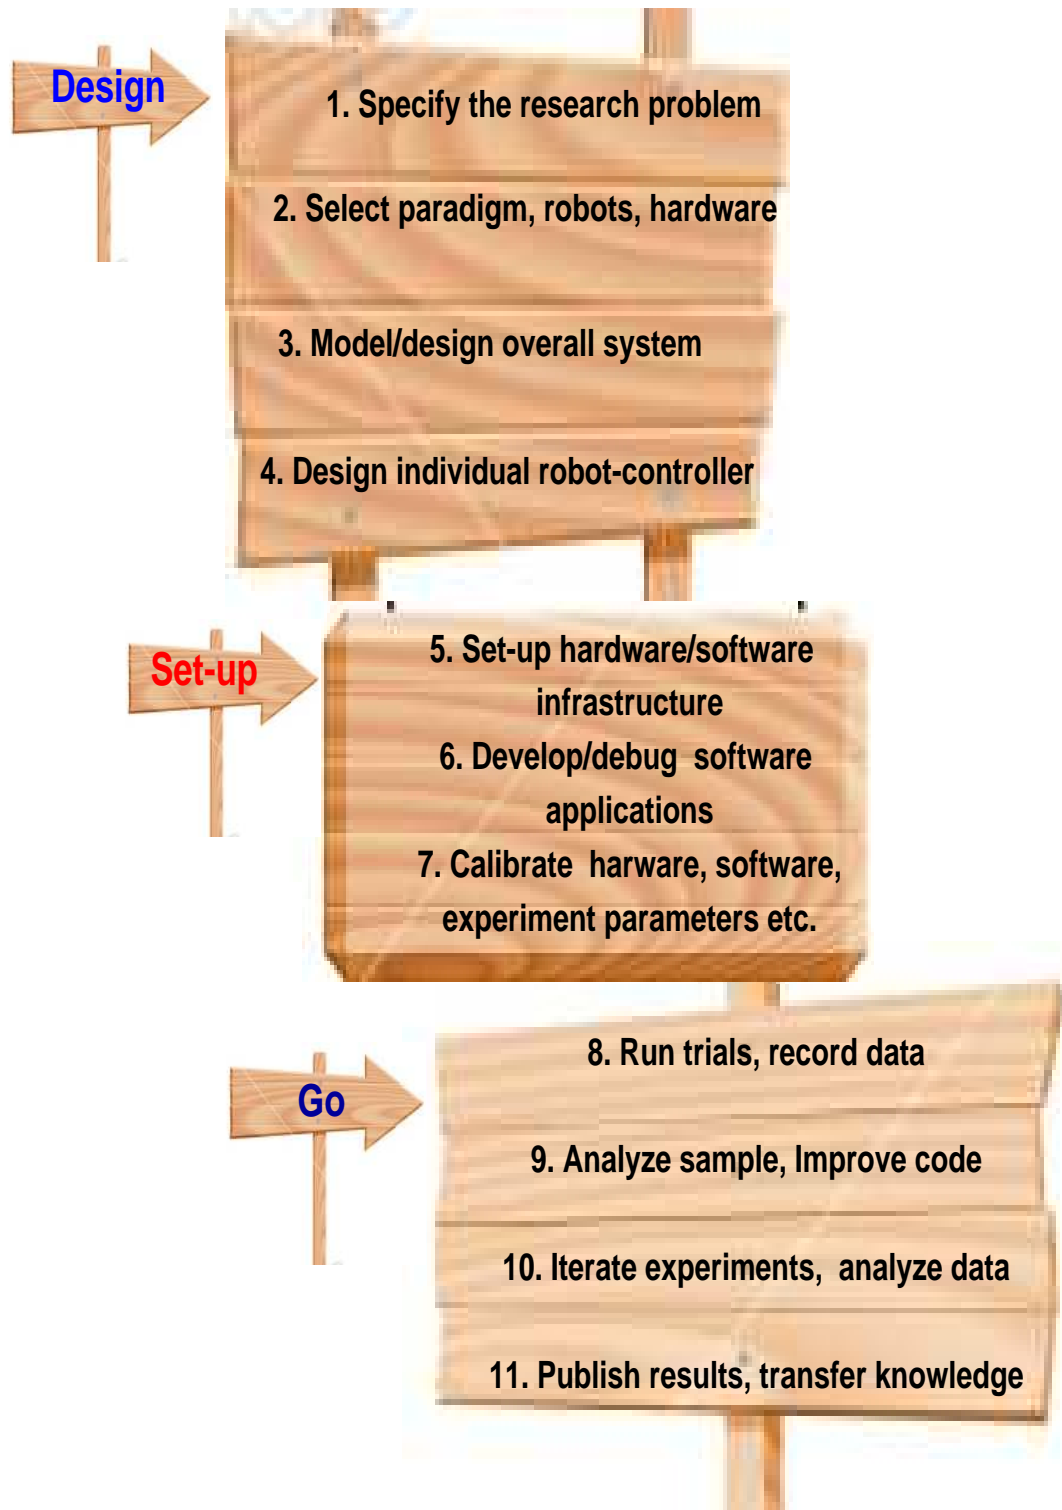 Design
1. Specify the research problem
2. Select paradigm, robots, hardware
3. Model/design overall system
4. Design individual robot-controller
Set-up
5. Set-up hardware/software
infrastructure
6. Develop/debug software
applications
7. Calibrate harware, software,
experiment parameters etc.
Go
8. Run trials, record data
9. Analyze sample, Improve code
10. Iterate experiments, analyze data
11. Publish results, transfer knowledge